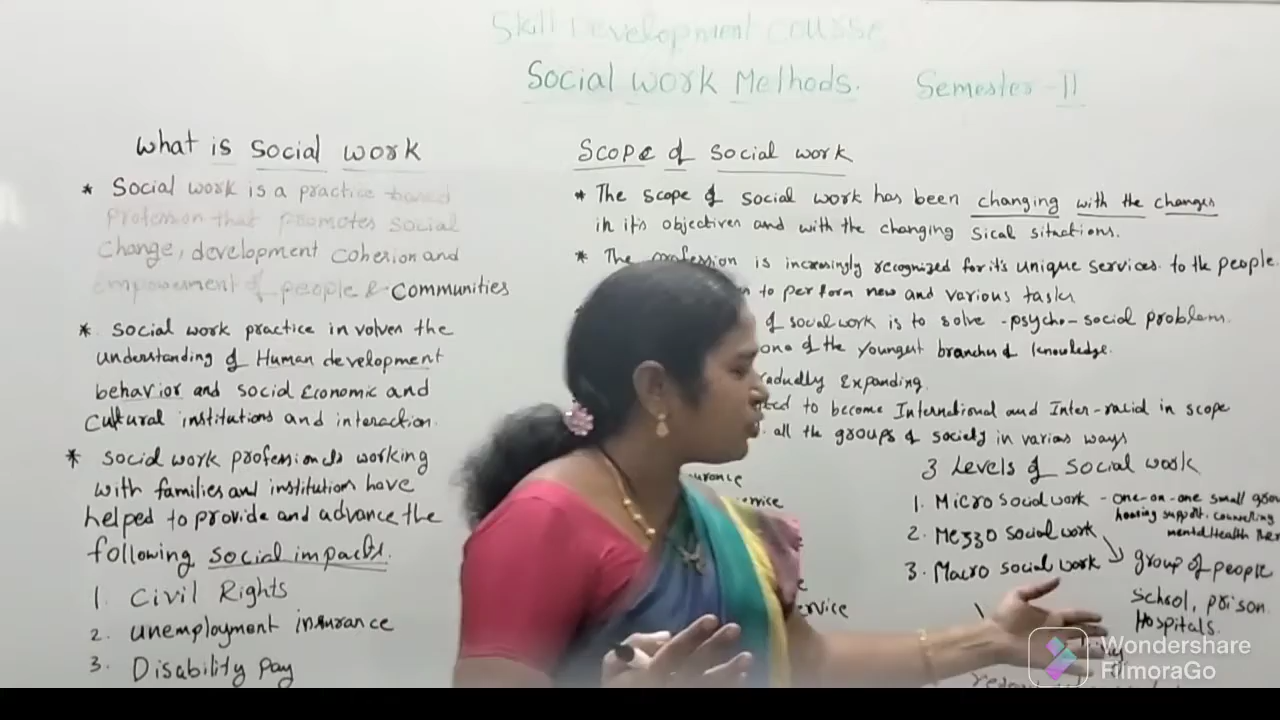 Skill Development Course
Social Work Methods. Semester - II
What is Social Work
* Social work is a practice based
profession that promotes social
change, development cohesion and
empowerment of people & communities
* Social work practice in volves the
understanding of Human development
behavior and social Economic and
Cultural institutions and interaction.
* Social work professionals working
with families and institutions have
helped to provide and advance the
following social impacts.
1. Civil Rights
2. unemployment insurance
3. Disability pay
Scope of Social work
* The scope of social work has been changing with the changes
in it's objectives and with the changing Sical sitations.
* The profession is increasingly recognized for it's unique services to the people.
to perform new and various tasks
of social work is to solve -psycho-social problems.
one of the youngest branches of knowledge.
gradually Expanding.
to become International and Inter-racial in scope
all the groups of society in various ways
3 Levels of Social work
1. Micro Social work - one-on-one small
housing support, counseling
mental Health
2. Mezzo Social work
group of people
3. Macro Social work
School, prison
Hospitals.
Wondershare
FilmoraGo